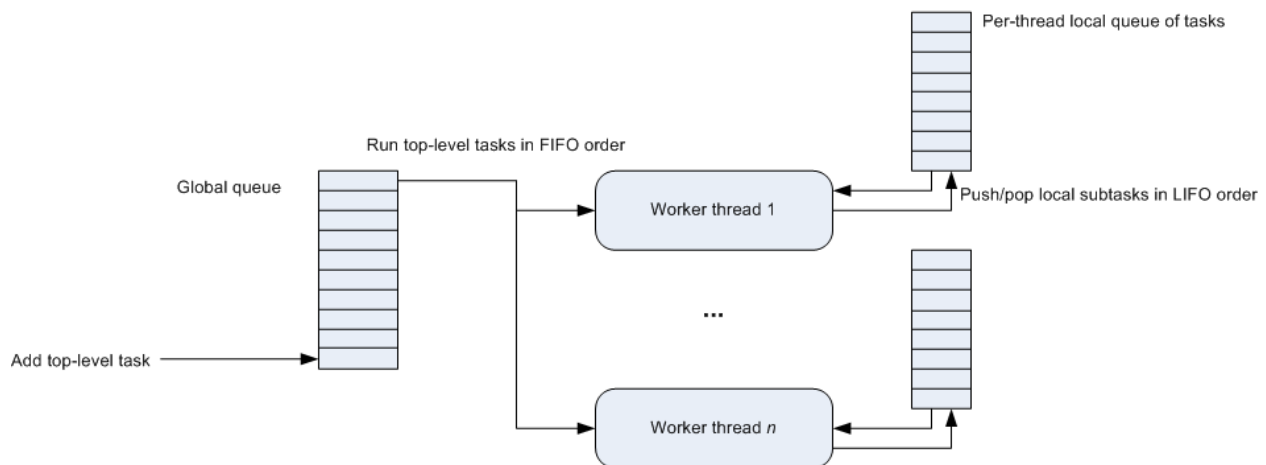 Per-thread local queue of tasks
Run top-level tasks in FIFO order
Global queue
Worker thread 1
Push/pop local subtasks in LIFO order
...
Add top-level task
Worker thread n